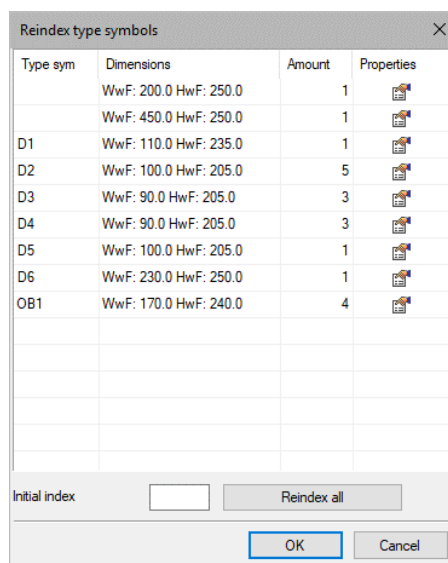 Reindex type symbols
Type sym Dimensions Amount Properties
WwF: 200.0 HwF: 250.0 1
WwF: 450.0 HwF: 250.0 1
D1 WwF: 110.0 HwF: 235.0 1
D2 WwF: 100.0 HwF: 205.0 5
D3 WwF: 90.0 HwF: 205.0 3
D4 WwF: 90.0 HwF: 205.0 3
D5 WwF: 100.0 HwF: 205.0 1
D6 WwF: 230.0 HwF: 250.0 1
OB1 WwF: 170.0 HwF: 240.0 4
Initial index Reindex all
OK Cancel